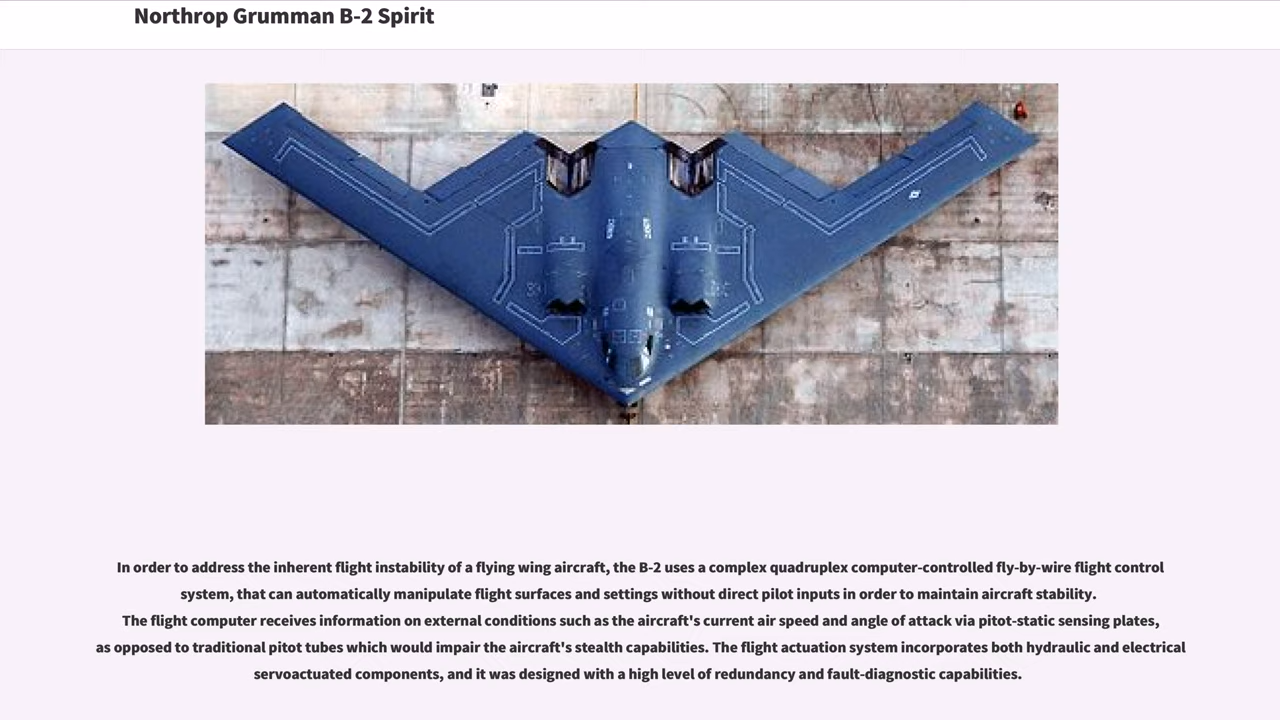 Northrop Grumman B-2 Spirit
In order to address the inherent flight instability of a flying wing aircraft, the B-2 uses a complex quadruplex computer-controlled fly-by-wire flight control
system, that can automatically manipulate flight surfaces and settings without direct pilot inputs in order to maintain aircraft stability.
The flight computer receives information on external conditions such as the aircraft's current air speed and angle of attack via pitot-static sensing plates,
as opposed to traditional pitot tubes which would impair the aircraft's stealth capabilities. The flight actuation system incorporates both hydraulic and electrical
servoactuated components, and it was designed with a high level of redundancy and fault-diagnostic capabilities.